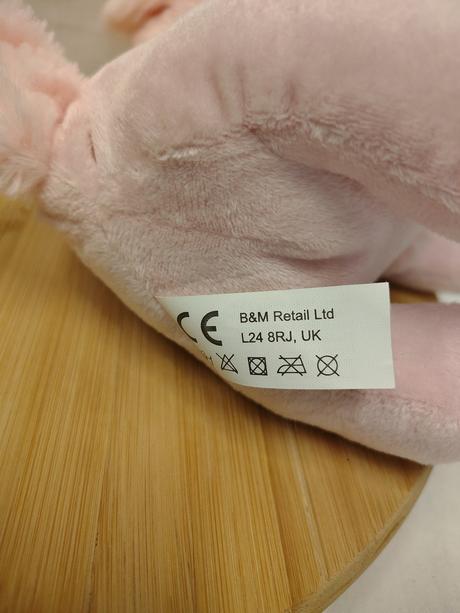 CE
B&M Retail Ltd
L24 8RJ, UK